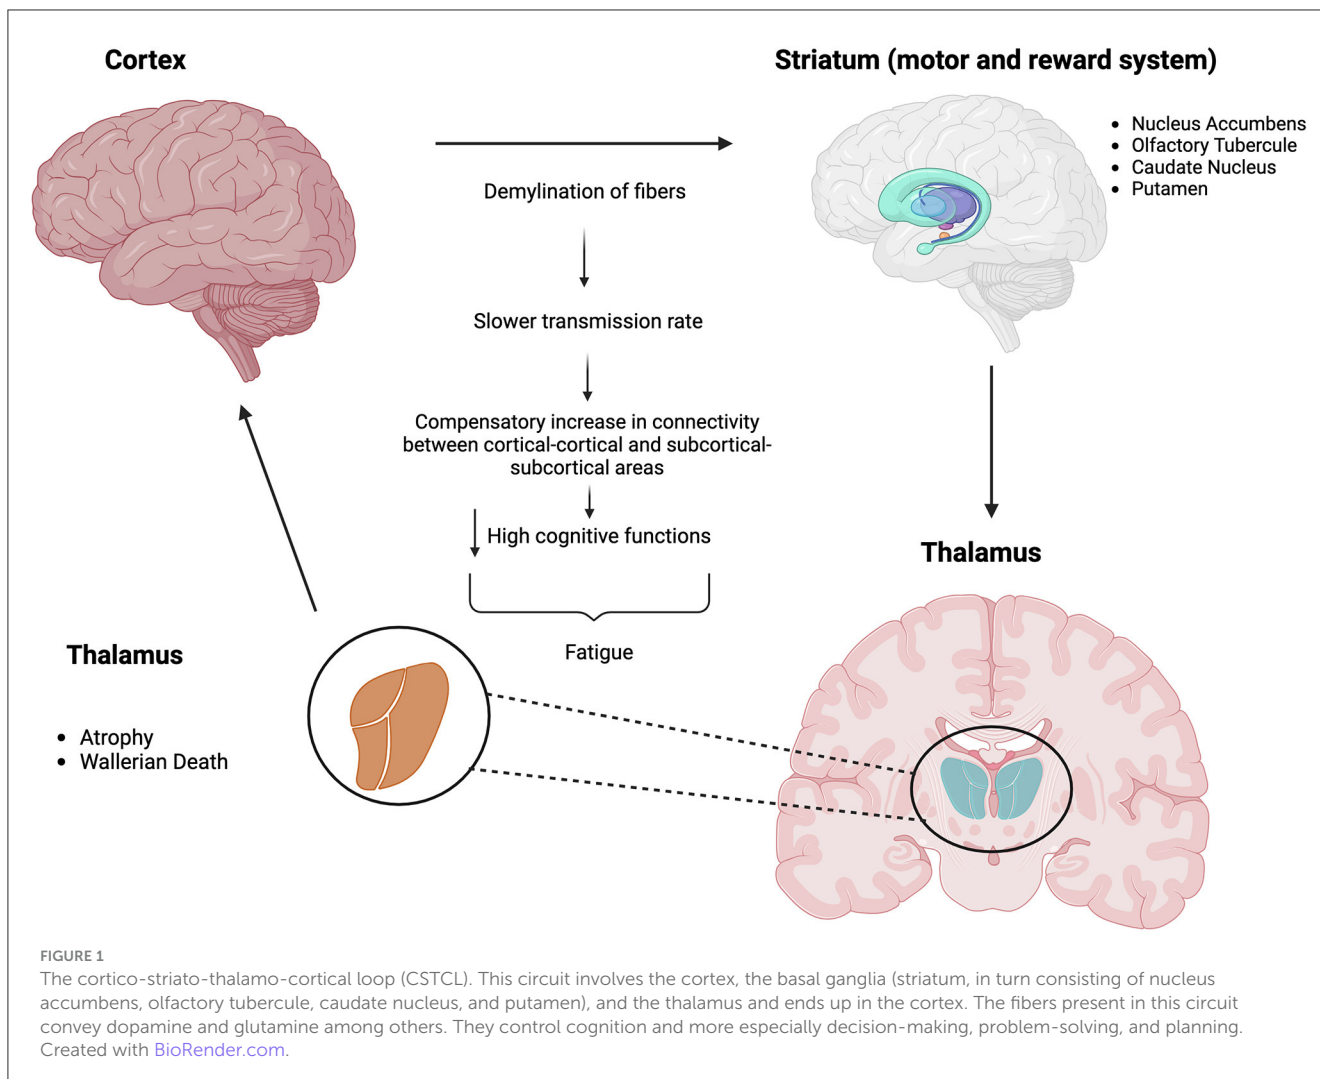 Cortex
Striatum (motor and reward system)
• Nucleus Accumbens
• Olfactory Tubercule
• Caudate Nucleus
• Putamen
Demylination of fibers
Slower transmission rate
Compensatory increase in connectivity
between cortical-cortical and subcortical-
subcortical areas
High cognitive functions
Fatigue
Thalamus
Thalamus
• Atrophy
• Wallerian Death
FIGURE 1
The cortico-striato-thalamo-cortical loop (CSTCL). This circuit involves the cortex, the basal ganglia (striatum, in turn consisting of nucleus
accumbens, olfactory tubercule, caudate nucleus, and putamen), and the thalamus and ends up in the cortex. The fibers present in this circuit
convey dopamine and glutamine among others. They control cognition and more especially decision-making, problem-solving, and planning.
Created with BioRender.com.